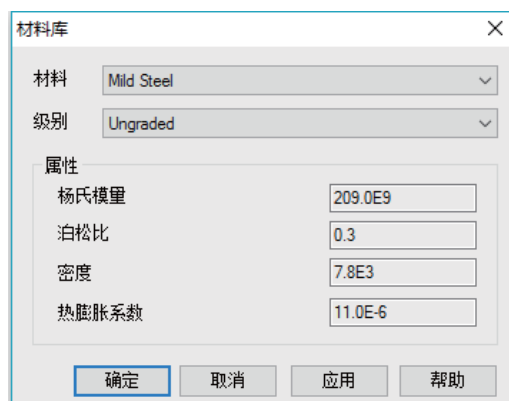 材料库
材料 Mild Steel
级别 Ungraded
属性
杨氏模量 209.0E9
泊松比 0.3
密度 7.8E3
热膨胀系数 11.0E-6
确定 取消 应用 帮助